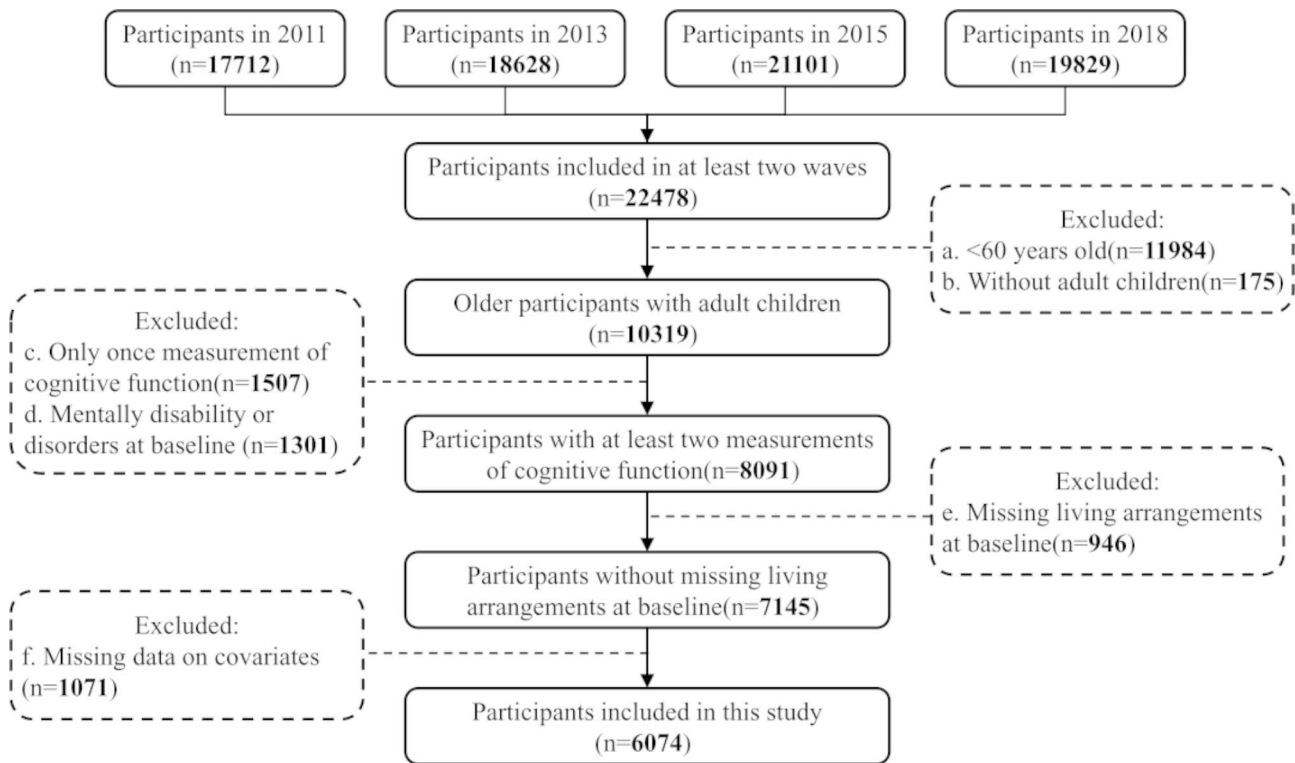 Participants in 2011
(n=17712)
Participants in 2013
(n=18628)
Participants in 2015
(n=21101)
Participants in 2018
(n=19829)
Participants included in at least two waves
(n=22478)
Excluded:
a. <60 years old(n=11984)
b. Without adult children(n=175)
Older participants with adult children
(n=10319)
Excluded:
c. Only once measurement of
cognitive function(n=1507)
d. Mentally disability or
disorders at baseline (n=1301)
Participants with at least two measurements
of cognitive function(n=8091)
Excluded:
e. Missing living arrangements
at baseline(n=946)
Participants without missing living
arrangements at baseline(n=7145)
Excluded:
f. Missing data on covariates
(n=1071)
Participants included in this study
(n=6074)